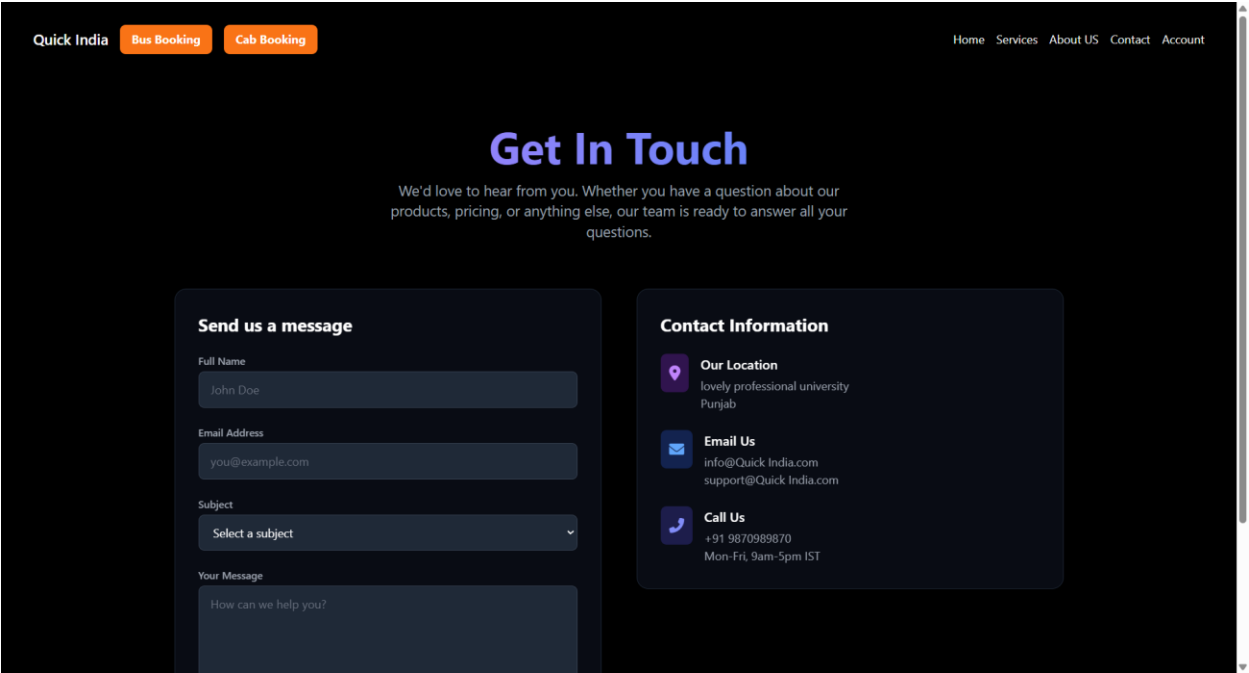 Quick India Bus Booking Cab Booking Home Services About US Contact Account
Get In Touch
We'd love to hear from you. Whether you have a question about our
products, pricing, or anything else, our team is ready to answer all your
questions.
Send us a message
Full Name
John Doe
Email Address
you@example.com
Subject
Select a subject
Your Message
How can we help you?
Contact Information
Our Location
lovely professional university
Punjab
Email Us
info@Quick India.com
support@Quick India.com
Call Us
+91 9870989870
Mon-Fri, 9am-5pm IST